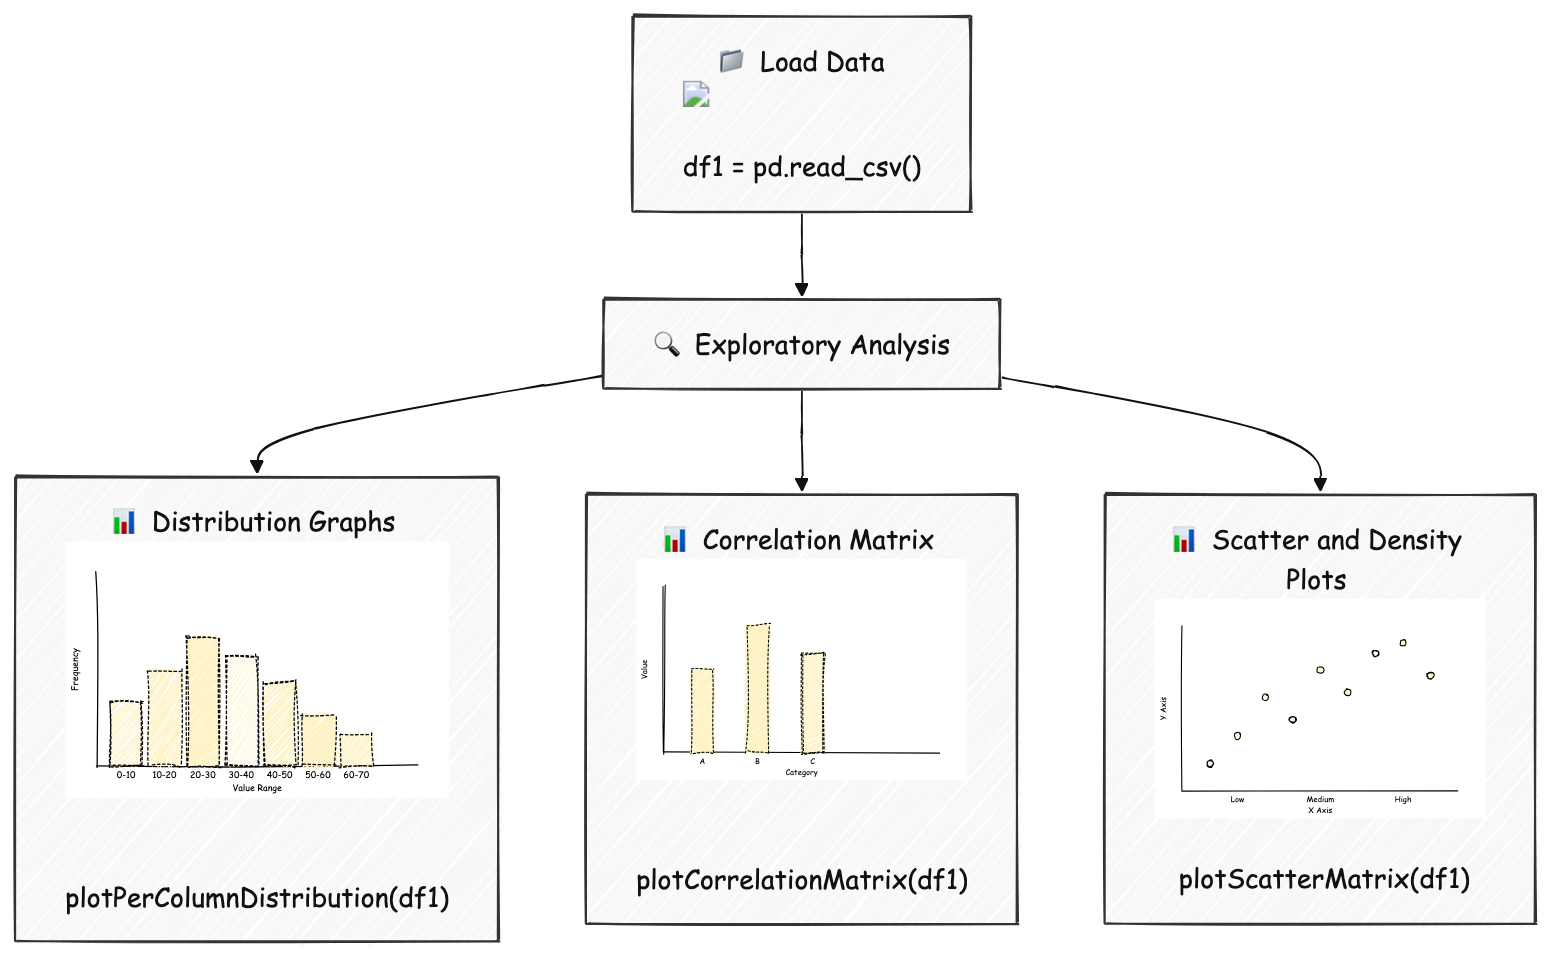 Load Data
df1 = pd.read_csv()
Exploratory Analysis
Distribution Graphs
Frequency
0-10 10-20 20-30 30-40 40-50 50-60 60-70
Value Range
plotPerColumnDistribution(df1)
Correlation Matrix
Value
A B C
Category
plotCorrelationMatrix(df1)
Scatter and Density
Plots
Y Axis
Low Medium High
X Axis
plotScatterMatrix(df1)